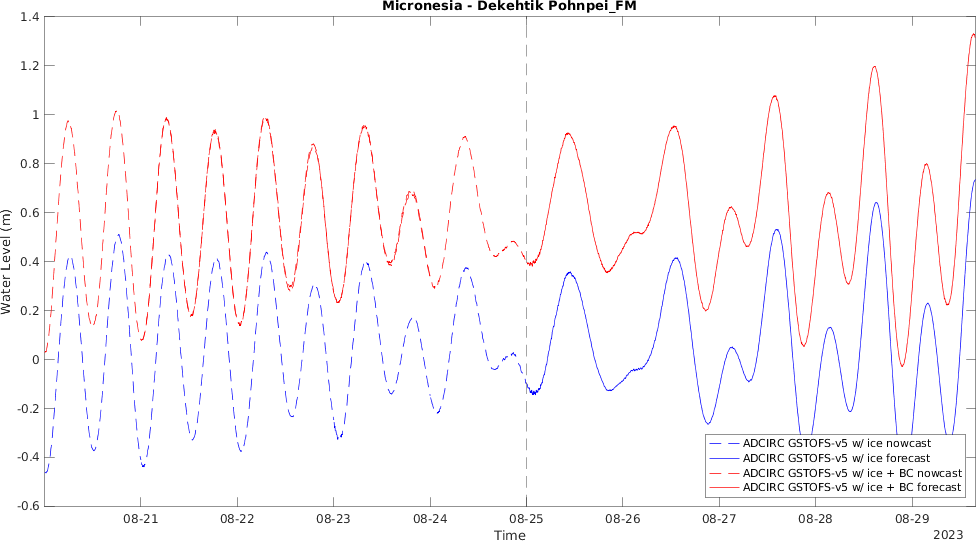 Micronesia - Dekehtik Pohnpei_FM
1.4
1.2
1
0.8
0.6
0.4
0.2
0
-0.2
-0.4
-0.6
Water Level (m)
ADCIRC GSTOFS-v5 w/ ice nowcast
ADCIRC GSTOFS-v5 w/ ice forecast
ADCIRC GSTOFS-v5 w/ ice + BC nowcast
ADCIRC GSTOFS-v5 w/ ice + BC forecast
08-21 08-22 08-23 08-24 08-25 08-26 08-27 08-28 08-29
Time
2023